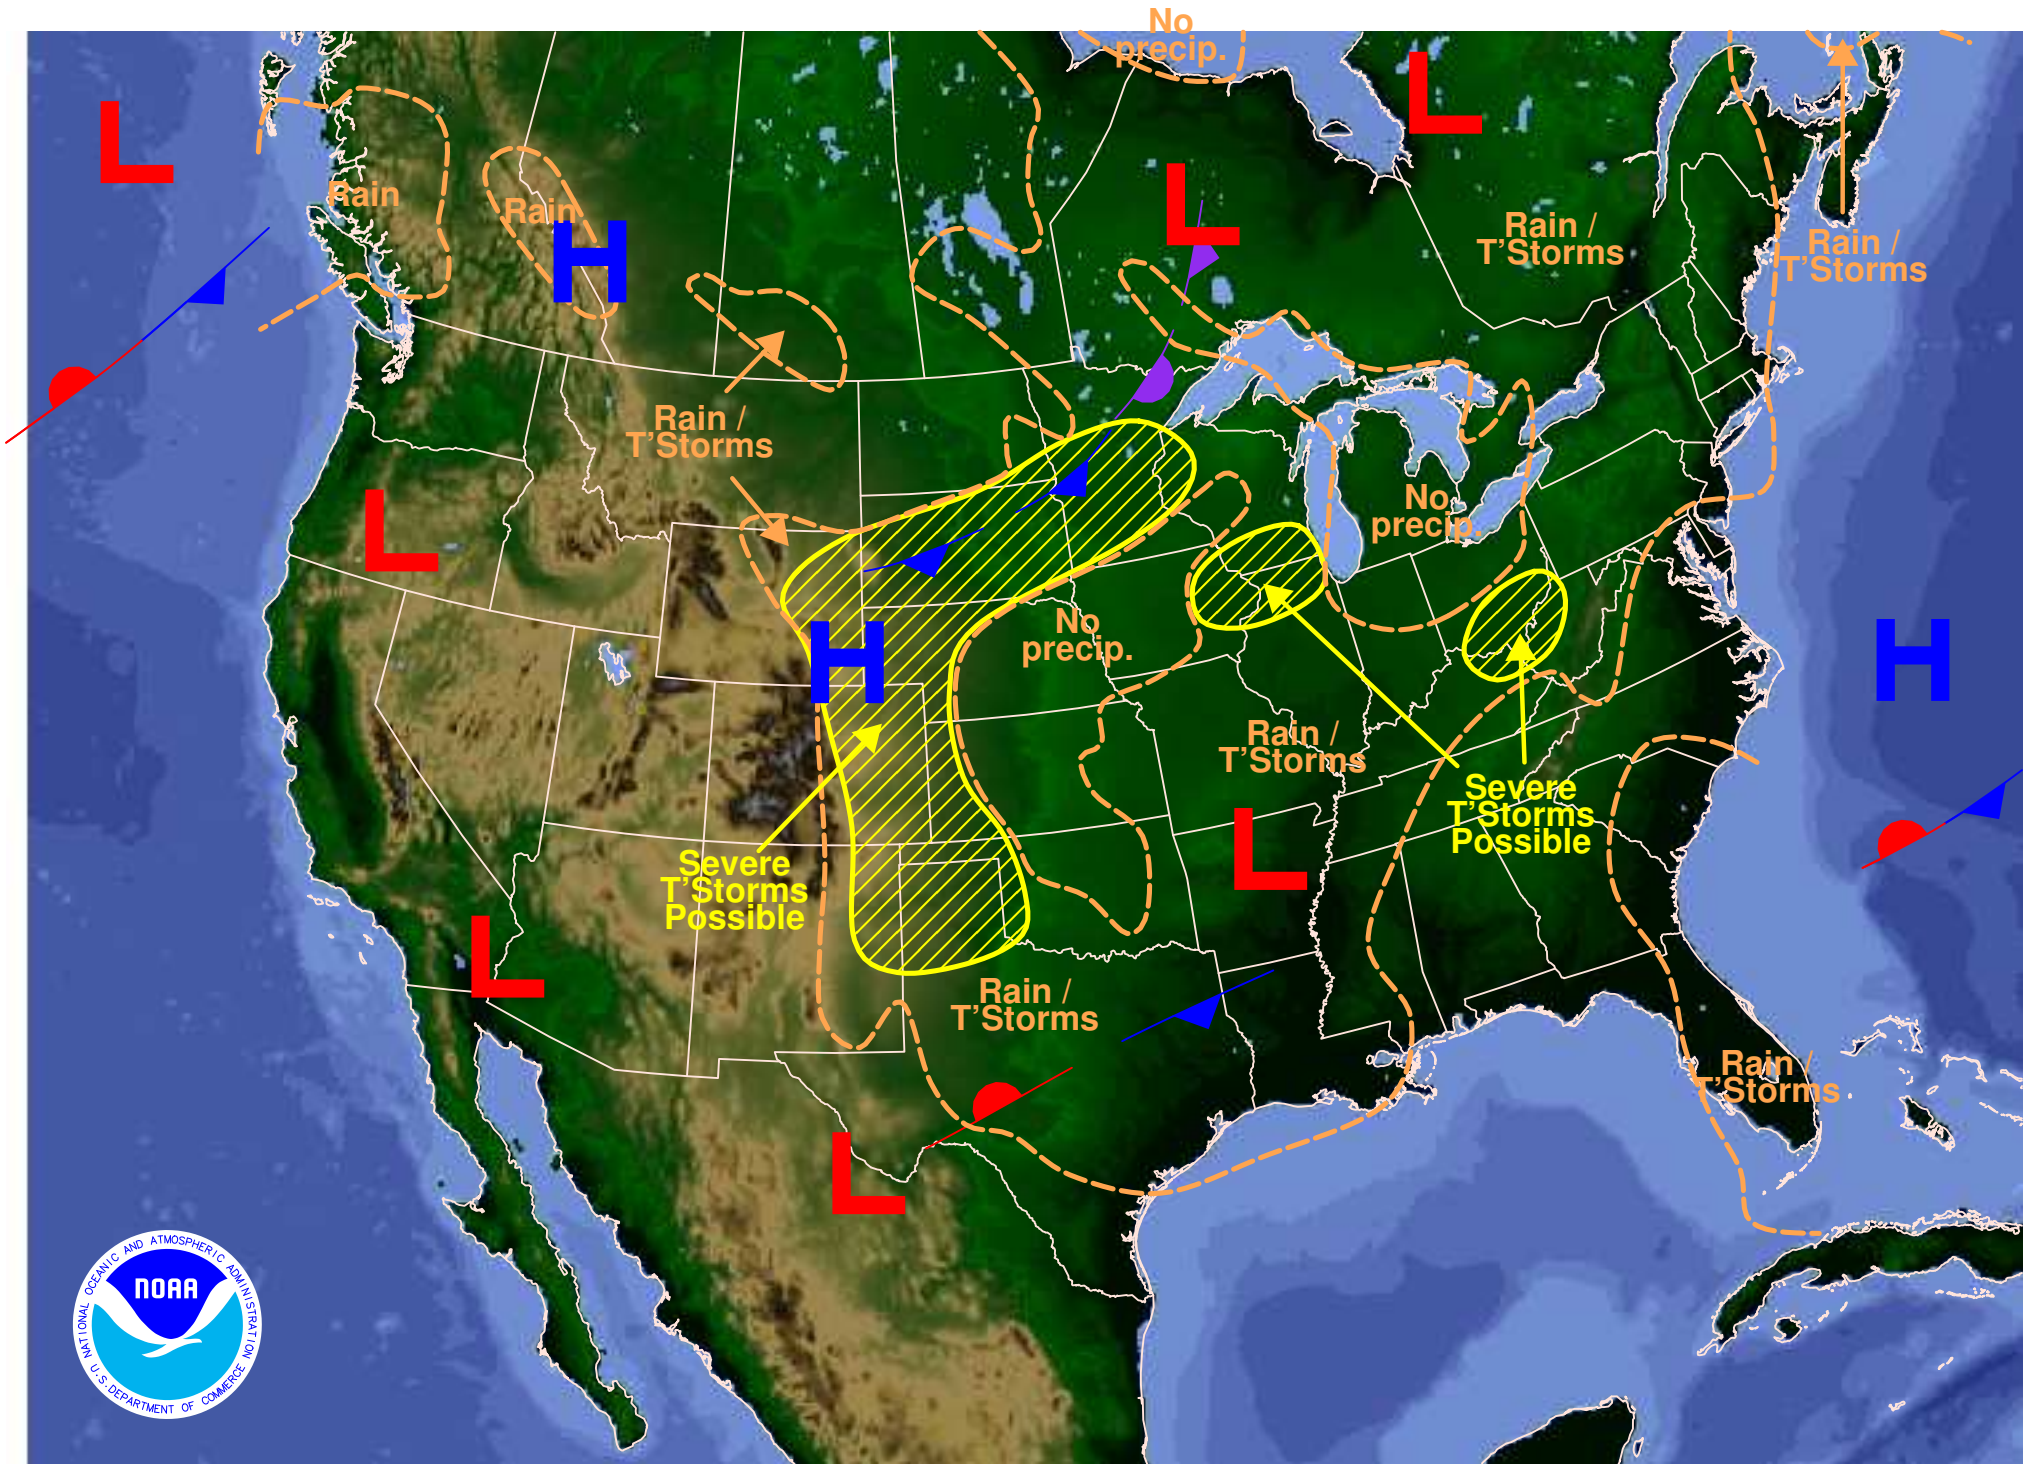 No
precip.
L
L
L
Rain
Rain
H
Rain /
T'Storms
Rain /
T'Storms
Rain /
T'Storms
L
No
precip.
No
precip.
H
H
Rain /
T'Storms
Severe
T'Storms
Possible
L
Severe
T'Storms
Possible
L
Rain /
T'Storms
Rain /
T'Storms
L
NATIONAL OCEANIC AND ATMOSPHERIC ADMINISTRATION
NOAA
U.S. DEPARTMENT OF COMMERCE